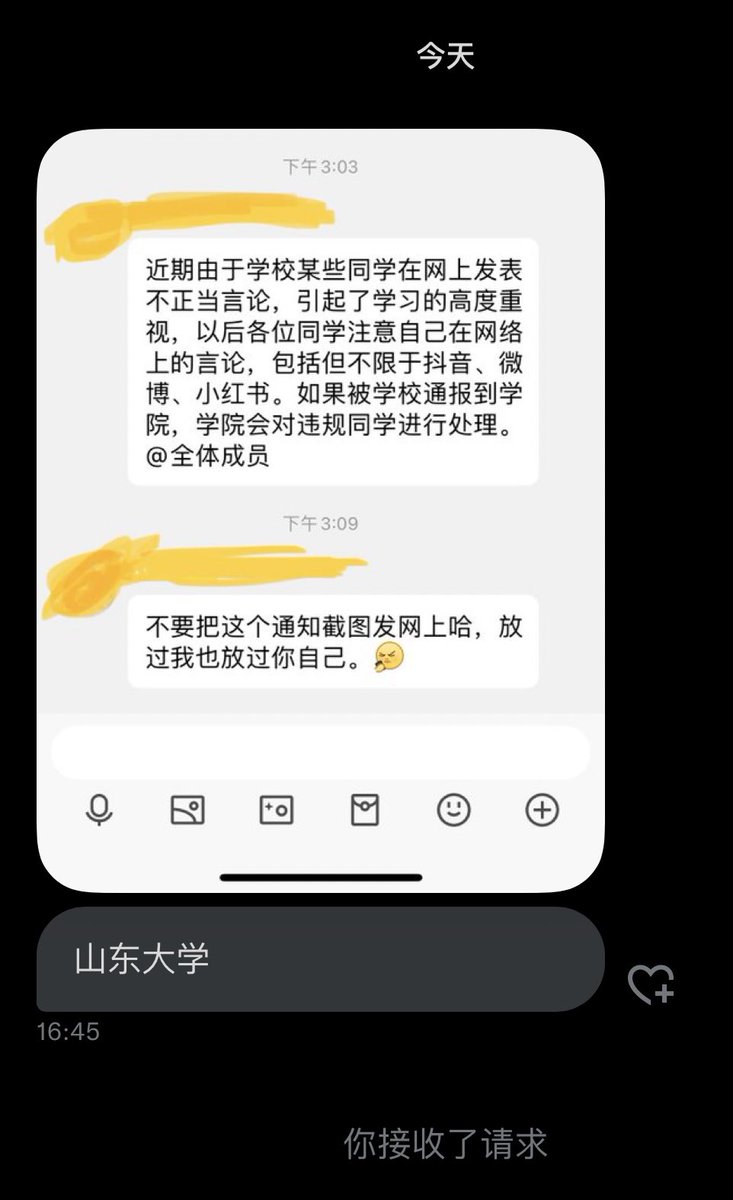 今天
下午3:03
近期由于学校某些同学在网上发表
不正当言论，引起了学习的高度重
视，以后各位同学注意自己在网络
上的言论，包括但不限于抖音、微
博、小红书。如果被学校通报到学
院，学院会对违规同学进行处理。
@全体成员
下午3:09
不要把这个通知截图发网上哈，放
过我也放过你自己。
山东大学
16:45
你接收了请求